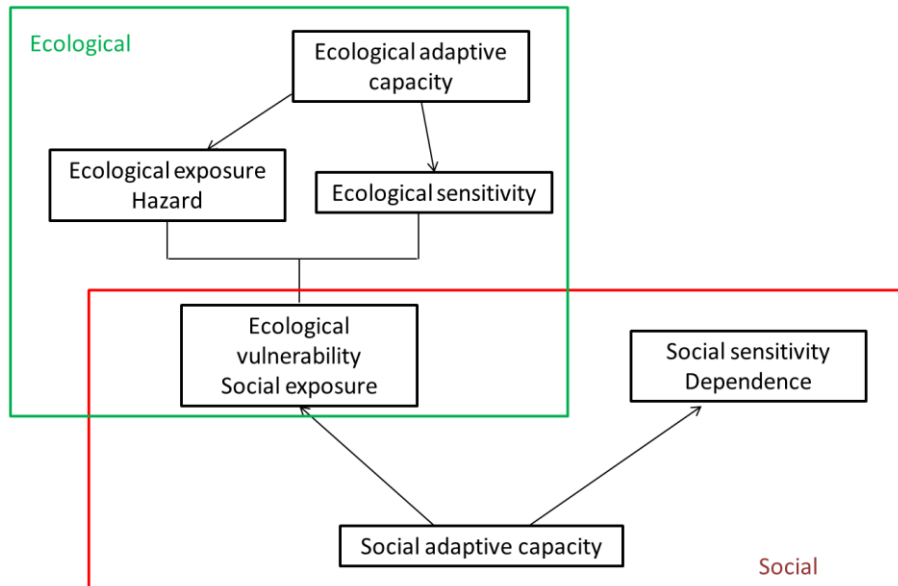 Ecological
Ecological adaptive
capacity
Ecological exposure
Hazard
Ecological sensitivity
Ecological
vulnerability
Social exposure
Social sensitivity
Dependence
Social adaptive capacity
Social